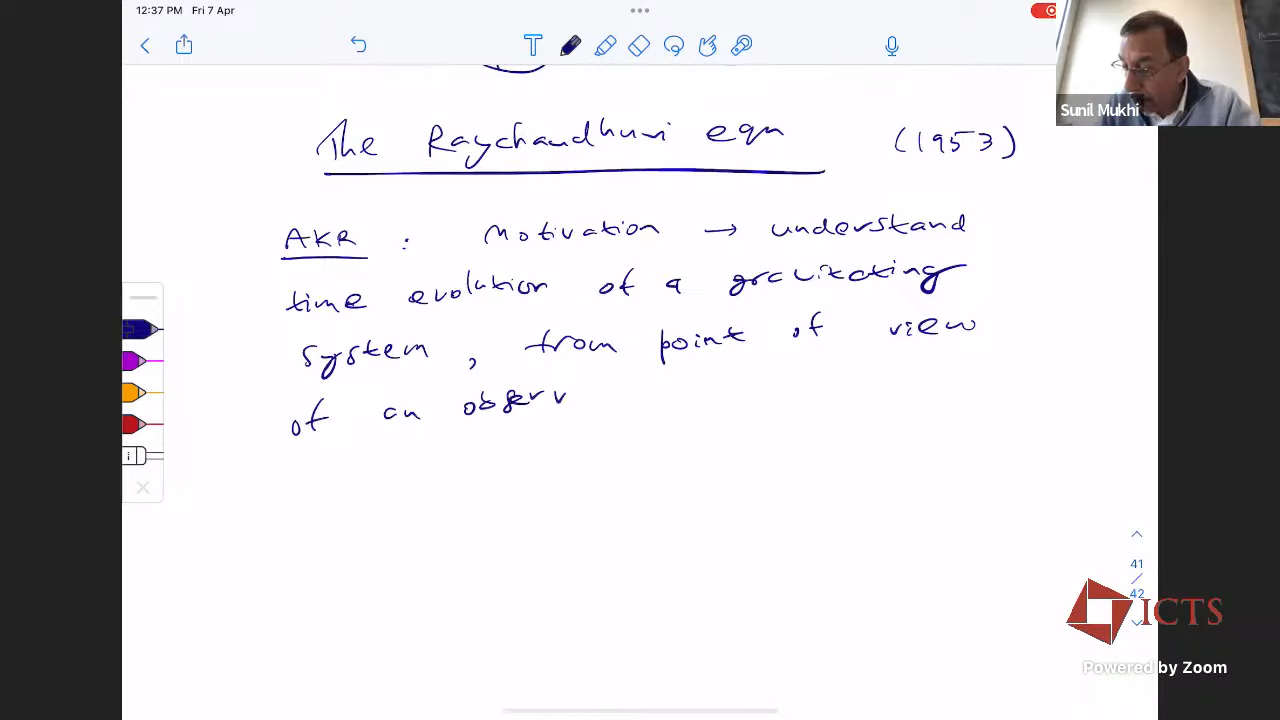 12:37 PM Fri 7 Apr
Sunil Mukhi
The Raychaudhuri eqn (1953)
AKR : Motivation → understand
time evolution of a gravitating
system, from point of view
of an observ
41
/
42
ICTS
Powered by Zoom